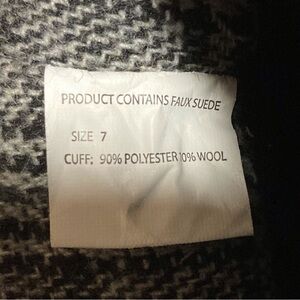 PRODUCT CONTAINS FAUX SUEDE
SIZE 7
CUFF: 90% POLYESTER 10% WOOL